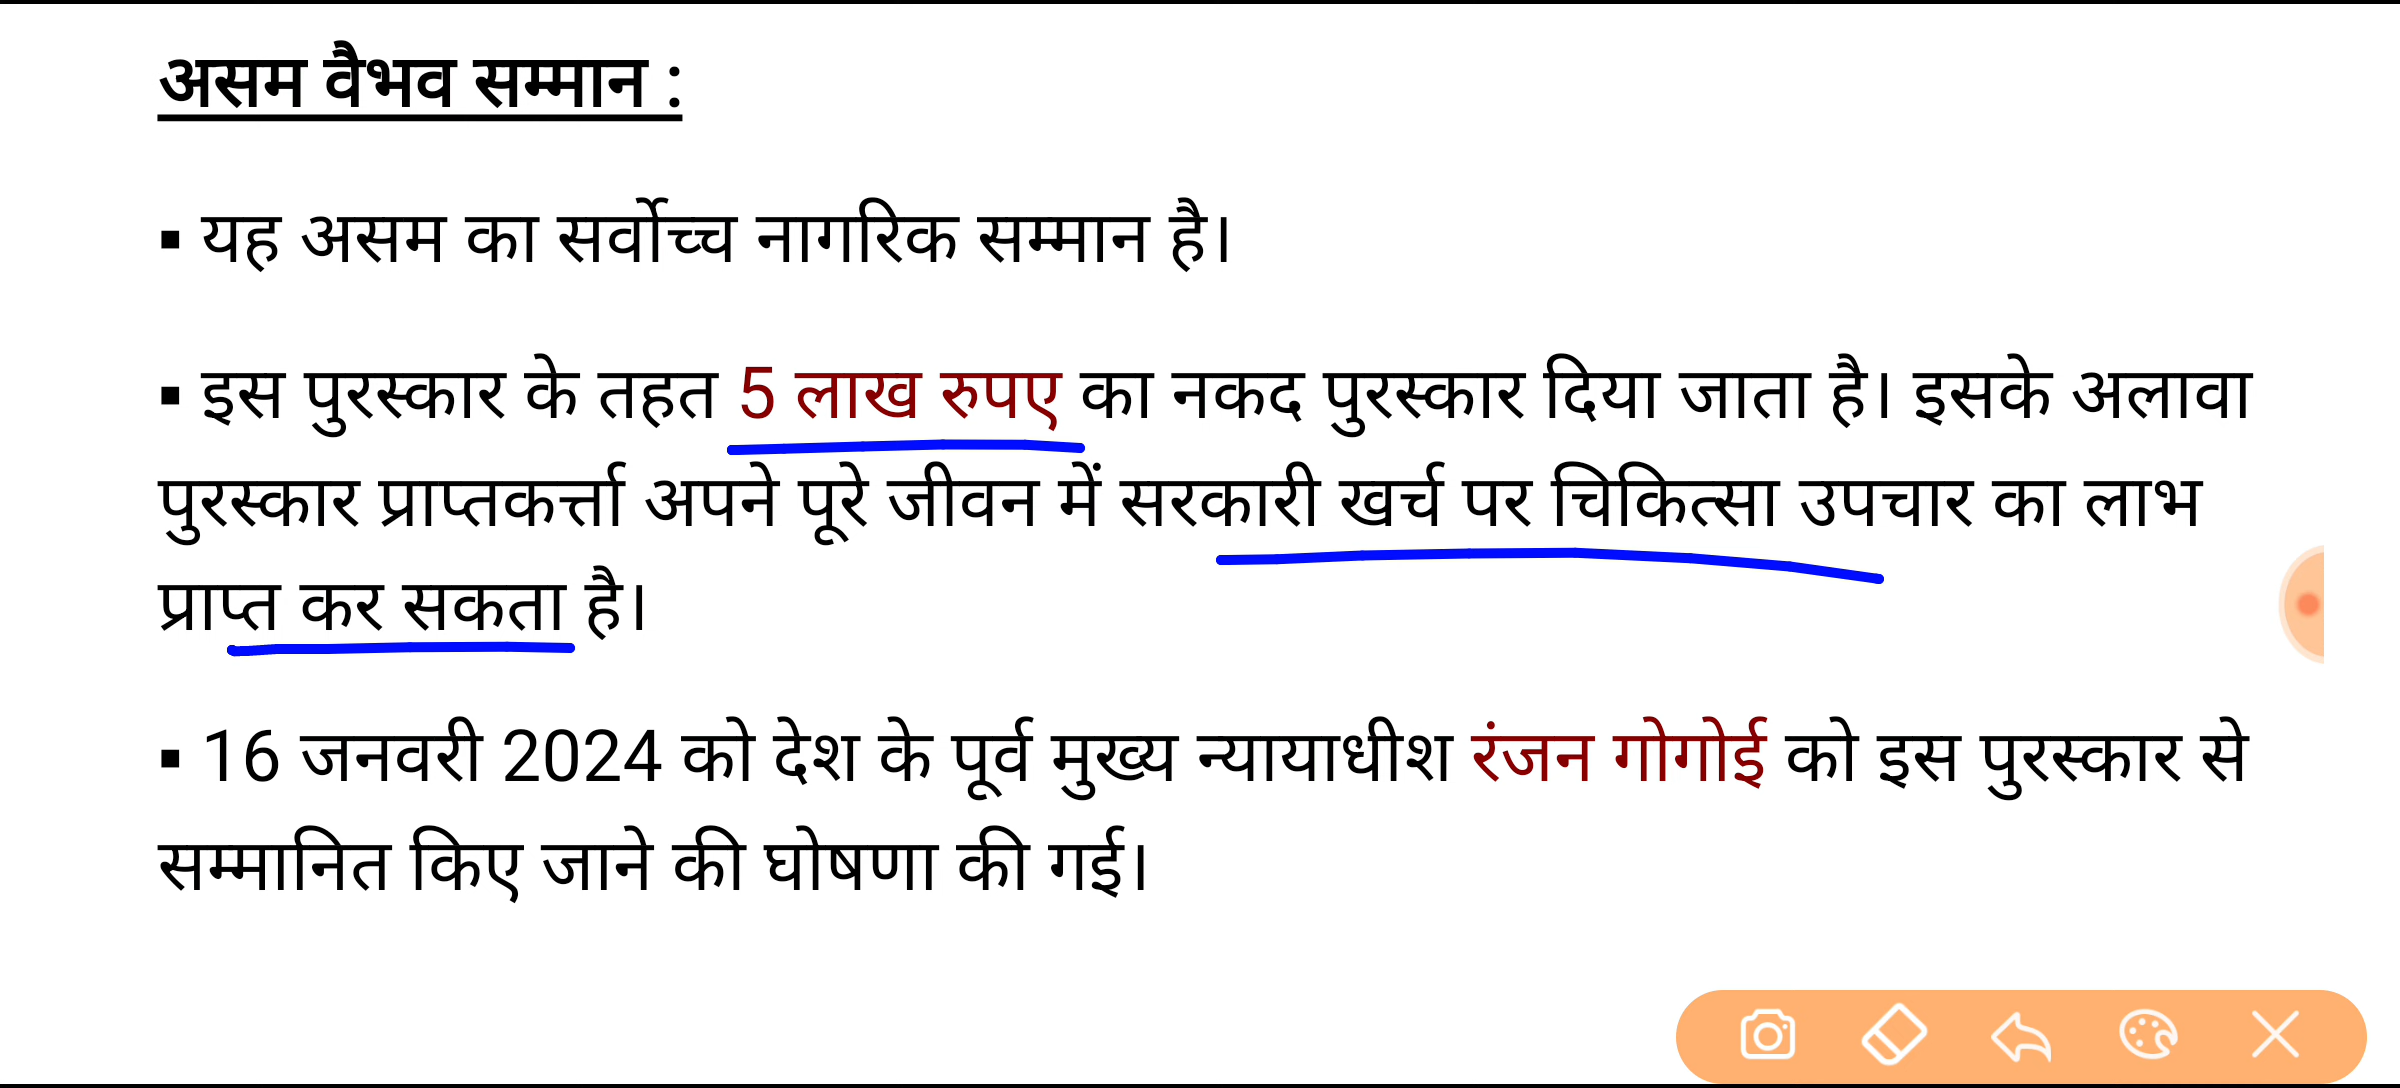 असम वैभव सम्मान :
▪ यह असम का सर्वोच्च नागरिक सम्मान है।
▪ इस पुरस्कार के तहत 5 लाख रुपए का नकद पुरस्कार दिया जाता है। इसके अलावा
पुरस्कार प्राप्तकर्त्ता अपने पूरे जीवन में सरकारी खर्च पर चिकित्सा उपचार का लाभ
प्राप्त कर सकता है।
▪ 16 जनवरी 2024 को देश के पूर्व मुख्य न्यायाधीश रंजन गोगोई को इस पुरस्कार से
सम्मानित किए जाने की घोषणा की गई।